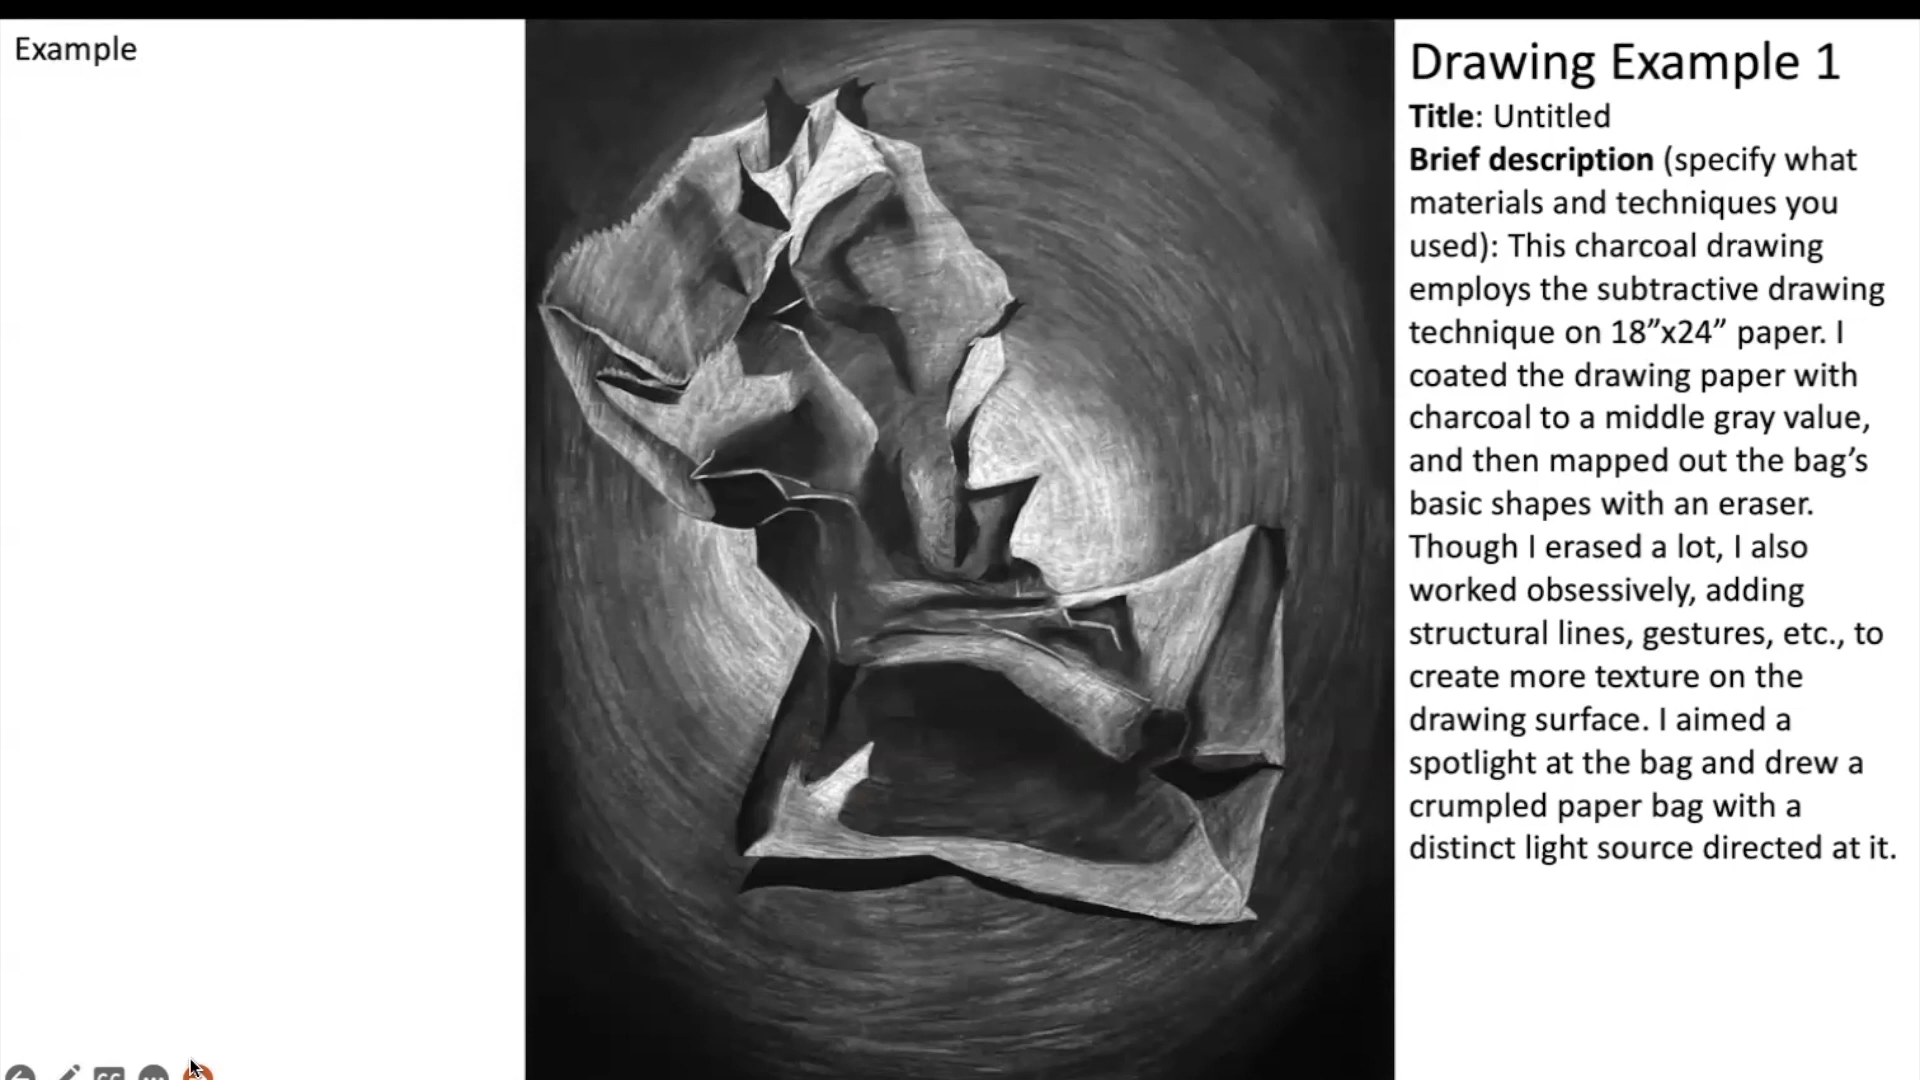 Example
Drawing Example 1
Title: Untitled
Brief description (specify what
materials and techniques you
used): This charcoal drawing
employs the subtractive drawing
technique on 18”x24” paper. I
coated the drawing paper with
charcoal to a middle gray value,
and then mapped out the bag’s
basic shapes with an eraser.
Though I erased a lot, I also
worked obsessively, adding
structural lines, gestures, etc., to
create more texture on the
drawing surface. I aimed a
spotlight at the bag and drew a
crumpled paper bag with a
distinct light source directed at it.
CC